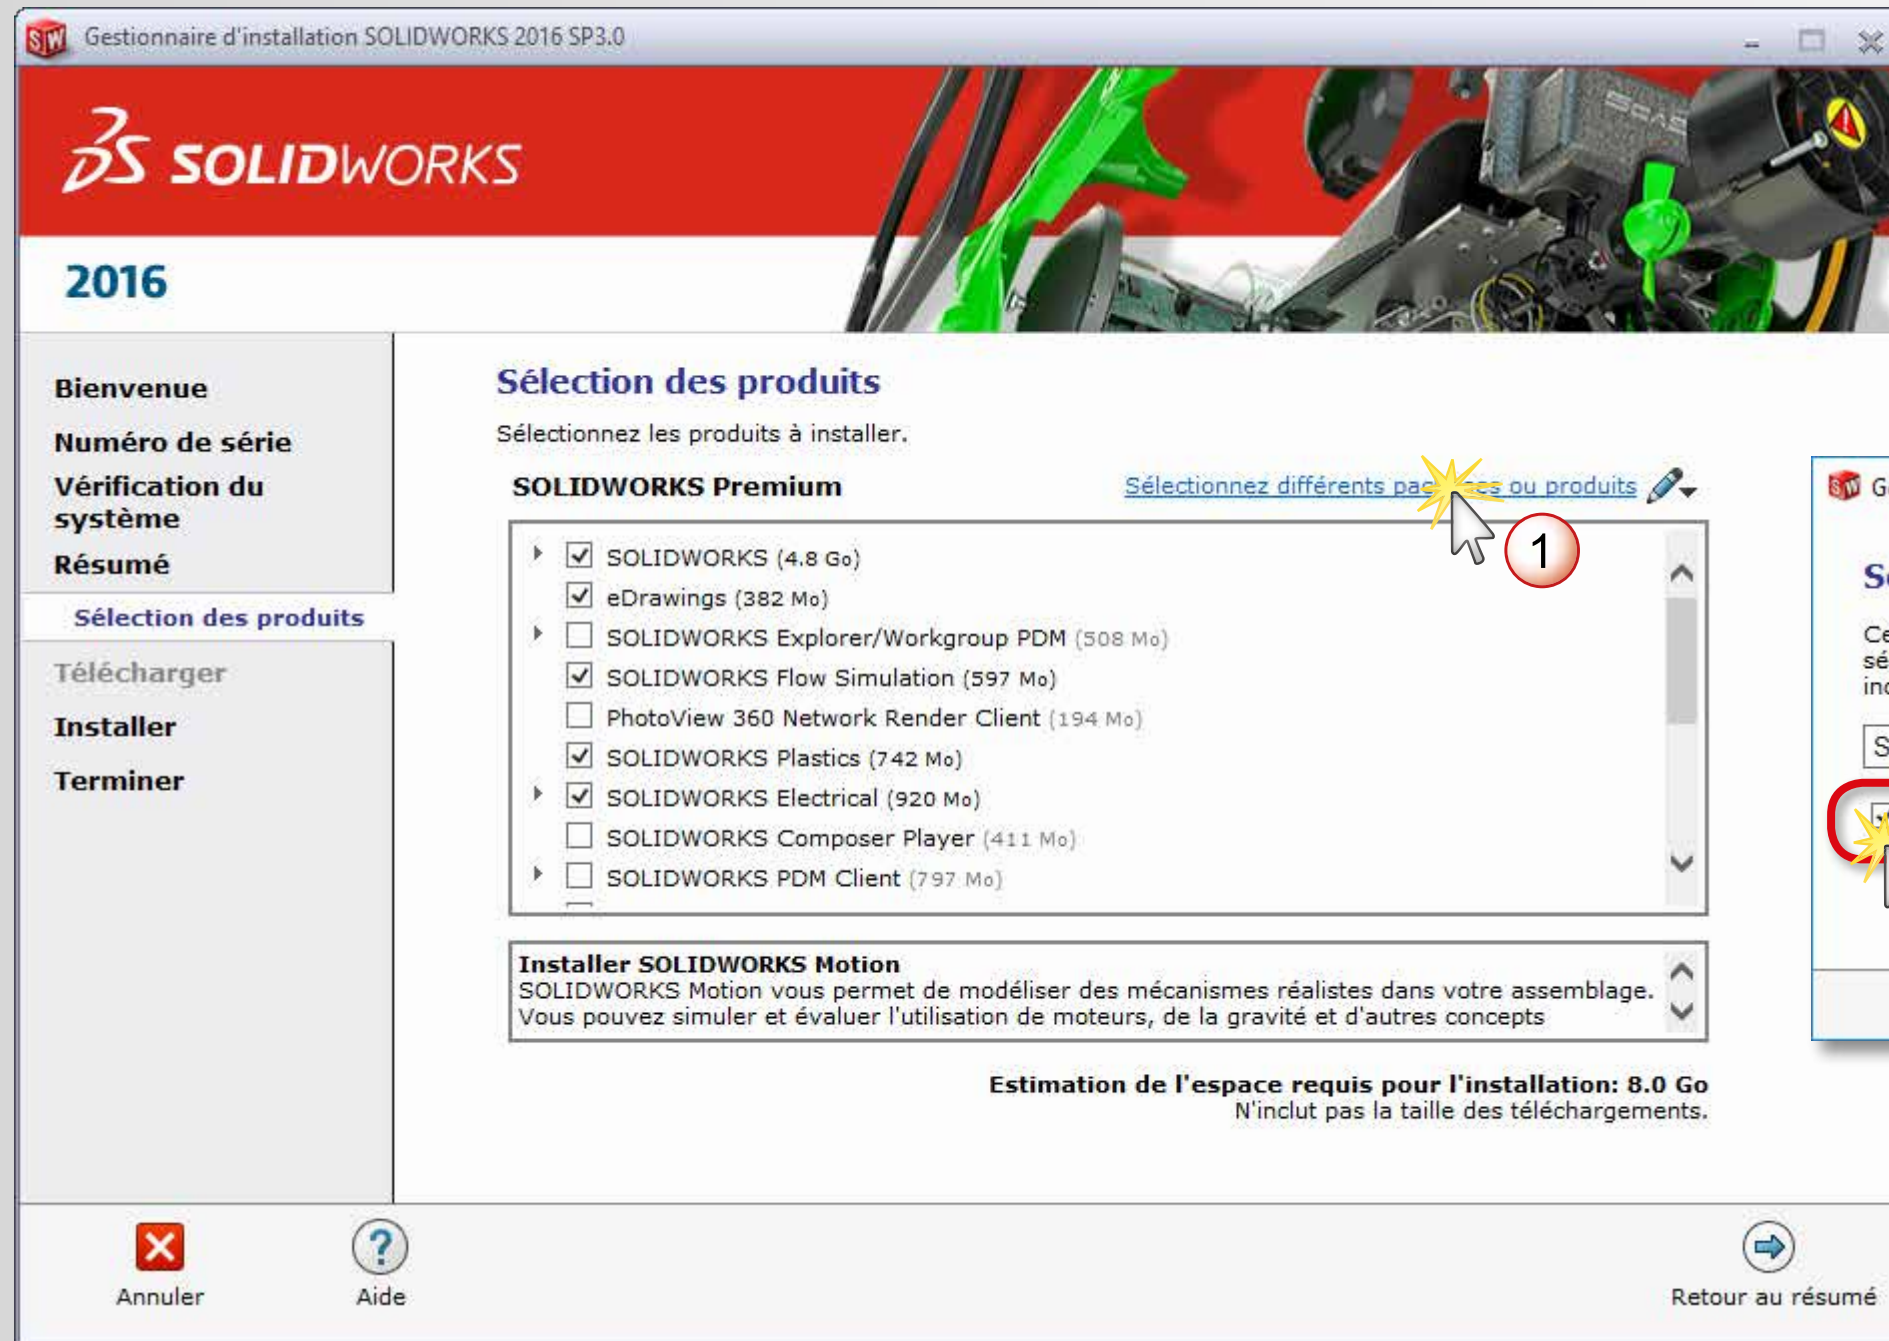 Gestionnaire d'installation SOLIDWORKS 2016 SP3.0
SOLIDWORKS
2016
Bienvenue
Numéro de série
Vérification du
système
Résumé
Sélection des produits
Télécharger
Installer
Terminer
Sélection des produits
Sélectionnez les produits à installer.
SOLIDWORKS Premium
Sélectionnez différents ou produits
1
SOLIDWORKS (4.8 Go)
eDrawings (382 Mo)
SOLIDWORKS Explorer/Workgroup PDM (508 Mo)
SOLIDWORKS Flow Simulation (597 Mo)
PhotoView 360 Network Render Client (194 Mo)
SOLIDWORKS Plastics (742 Mo)
SOLIDWORKS Electrical (920 Mo)
SOLIDWORKS Composer Player (411 Mo)
SOLIDWORKS PDM Client (797 Mo)
Installer SOLIDWORKS Motion
SOLIDWORKS Motion vous permet de modéliser des mécanismes réalistes dans votre assemblage.
Vous pouvez simuler et évaluer l'utilisation de moteurs, de la gravité et d'autres concepts
Estimation de l'espace requis pour l'installation: 8.0 Go
N'inclut pas la taille des téléchargements.
Annuler
Aide
Retour au résumé